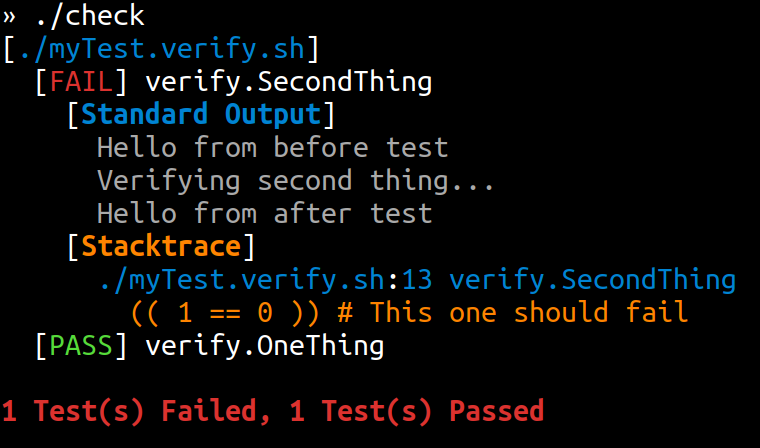 » ./check
[./myTest.verify.sh]
[FAIL] verify.SecondThing
[Standard Output]
Hello from before test
Verifying second thing...
Hello from after test
[Stacktrace]
./myTest.verify.sh:13 verify.SecondThing
(( 1 == 0 )) # This one should fail
[PASS] verify.OneThing
1 Test(s) Failed, 1 Test(s) Passed